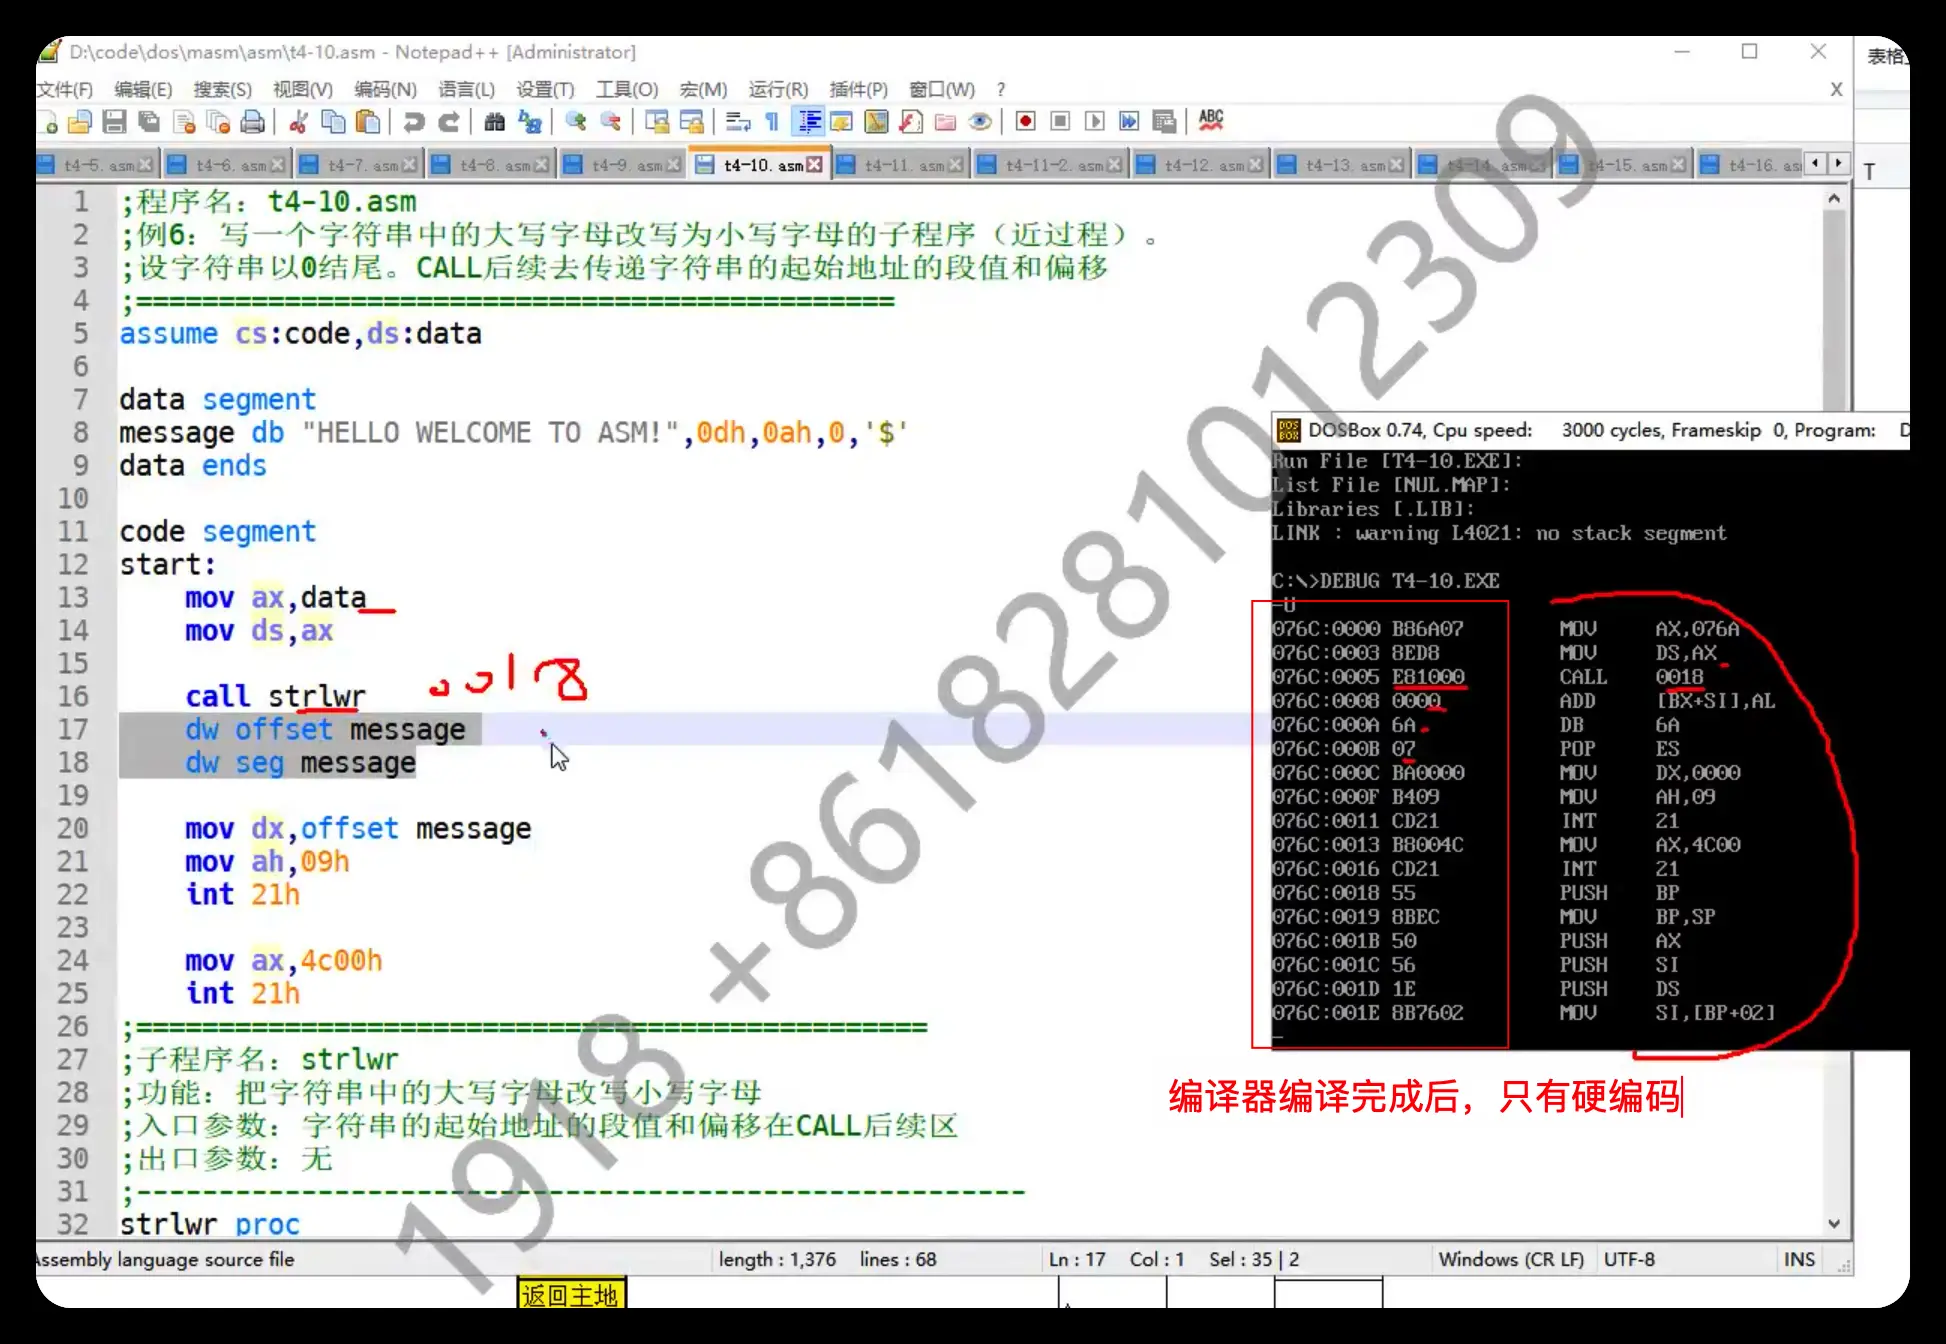 D:\code\dos\masm\asm\t4-10.asm - Notepad++ [Administrator]
表格
文件(F) 编辑(E) 搜索(S) 视图(V) 编码(N) 语言(L) 设置(T) 工具(O) 宏(M) 运行(R) 插件(P) 窗口(W) ? X
ABC
t4-5.asm t4-6.asm t4-7.asm t4-8.asm t4-9.asm t4-10.asm t4-11.asm t4-11-2.asm t4-12.asm t4-13.asm t4-14.asm t4-15.asm t4-16.as
T
1 ;程序名：t4-10.asm
2 ;例6：写一个字符串中的大写字母改写为小写字母的子程序（近过程）。
3 ;设字符串以0结尾。CALL后续去传递字符串的起始地址的段值和偏移
4 ;==============================================
5 assume cs:code,ds:data
6
7 data segment
8 message db "HELLO WELCOME TO ASM!",0dh,0ah,0,'$'
9 data ends
10
11 code segment
12 start:
13 mov ax,data
14 mov ds,ax
15
16 call strlwr
0018
17 dw offset message
18 dw seg message
19
20 mov dx,offset message
21 mov ah,09h
22 int 21h
23
24 mov ax,4c00h
25 int 21h
26 ;================================================
27 ;子程序名：strlwr
28 ;功能：把字符串中的大写字母改写小写字母
29 ;入口参数：字符串的起始地址的段值和偏移在CALL后续区
30 ;出口参数：无
31 ;------------------------------------------------------
32 strlwr proc
DOSBox 0.74, Cpu speed: 3000 cycles, Frameskip 0, Program: D
Run File [T4-10.EXE]:
List File [NUL.MAP]:
Libraries [.LIB]:
LINK : warning L4021: no stack segment
C:\>DEBUG T4-10.EXE
-U
076C:0000 B86A07 MOV AX,076A
076C:0003 8ED8 MOV DS,AX
076C:0005 E81000 CALL 0018
076C:0008 0000 ADD [BX+SI],AL
076C:000A 6A DB 6A
076C:000B 07 POP ES
076C:000C BA0000 MOV DX,0000
076C:000F B409 MOV AH,09
076C:0011 CD21 INT 21
076C:0013 B8004C MOV AX,4C00
076C:0016 CD21 INT 21
076C:0018 55 PUSH BP
076C:0019 8BEC MOV BP,SP
076C:001B 50 PUSH AX
076C:001C 56 PUSH SI
076C:001D 1E PUSH DS
076C:001E 8B7602 MOV SI,[BP+02]
编译器编译完成后，只有硬编码
1918 × +8618281012309
Assembly language source file length : 1,376 lines : 68 Ln : 17 Col : 1 Sel : 35 | 2 Windows (CR LF) UTF-8 INS
返回主地